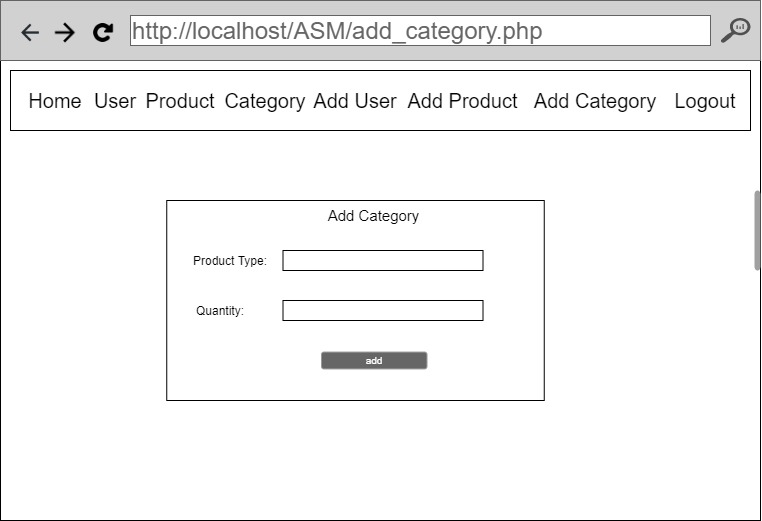 http://localhost/ASM/add_category.php
Home User Product Category Add User Add Product Add Category Logout
Add Category
Product Type:
Quantity:
add